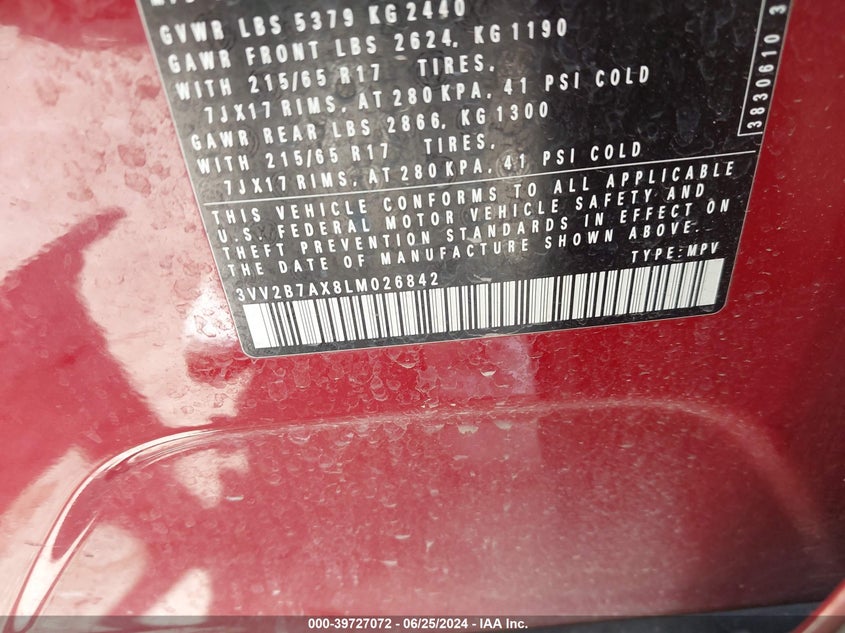 GVWR LBS 5379 KG 2440
GAWR FRONT LBS 2624, KG 1190
WITH 215/65 R17 TIRES,
7JX17 RIMS, AT 280 KPA, 41 PSI COLD
GAWR REAR LBS 2866, KG 1300
WITH 215/65 R17 TIRES,
7JX17 RIMS, AT 280 KPA, 41 PSI COLD
THIS VEHICLE CONFORMS TO ALL APPLICABLE
U.S. FEDERAL MOTOR VEHICLE SAFETY AND
THEFT PREVENTION STANDARDS IN EFFECT ON
THE DATE OF MANUFACTURE SHOWN ABOVE.
TYPE: MPV
3VV2B7AX8LM026842
3830610 3
000-39727072 - 06/25/2024 - IAA Inc.